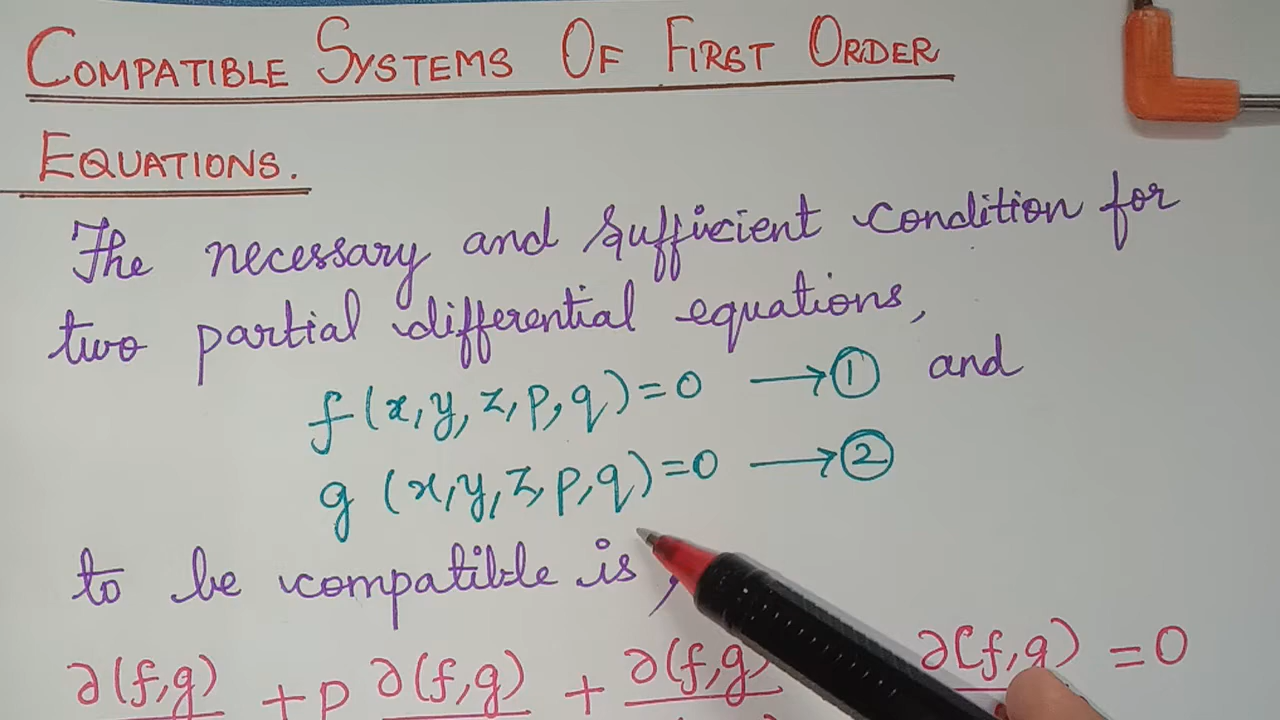 COMPATIBLE SYSTEMS OF FIRST ORDER
EQUATIONS.
The necessary and sufficient condition for
two partial differential equations,
f(x,y,z,p,q)=0 → ① and
g(x,y,z,p,q)=0 → ②
to be compatible is,
∂(f,g) + p ∂(f,g) + ∂(f,g) ∂(f,g) = 0